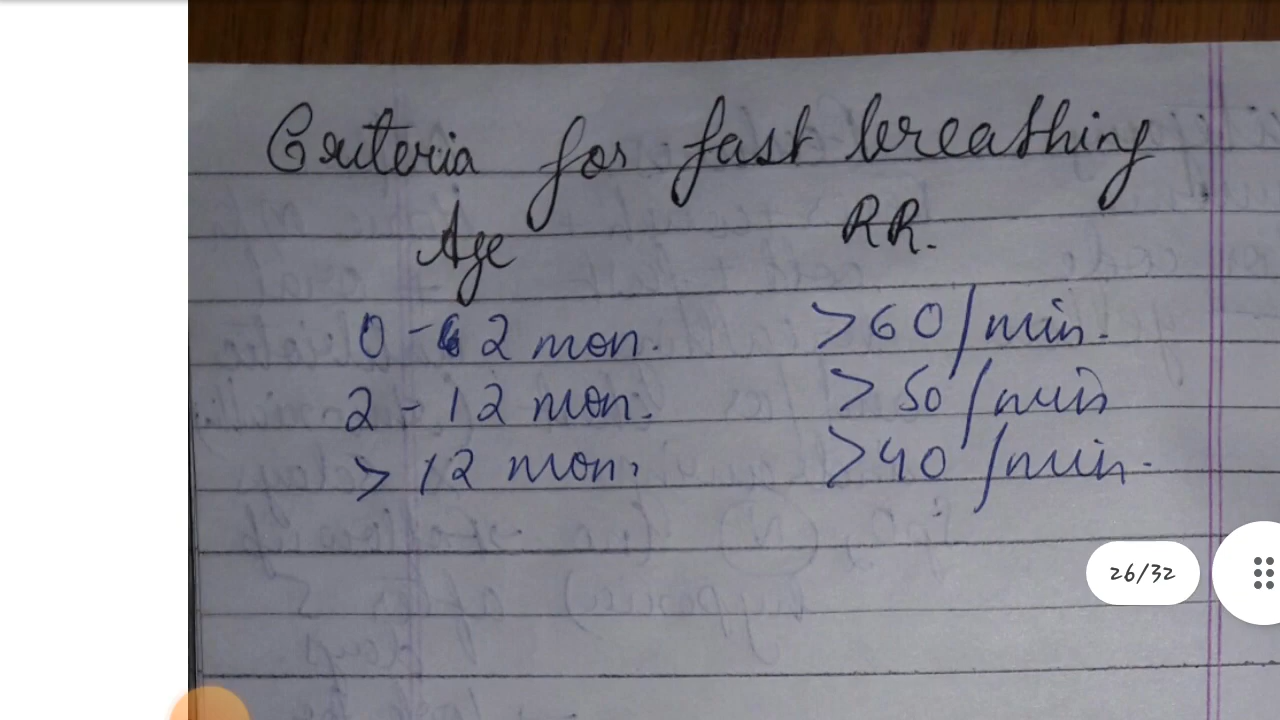 Criteria for fast breathing
Age RR.
0 - 2 mon. >60/min.
2 - 12 mon. >50/min
>12 mon. >40/min.
26/32